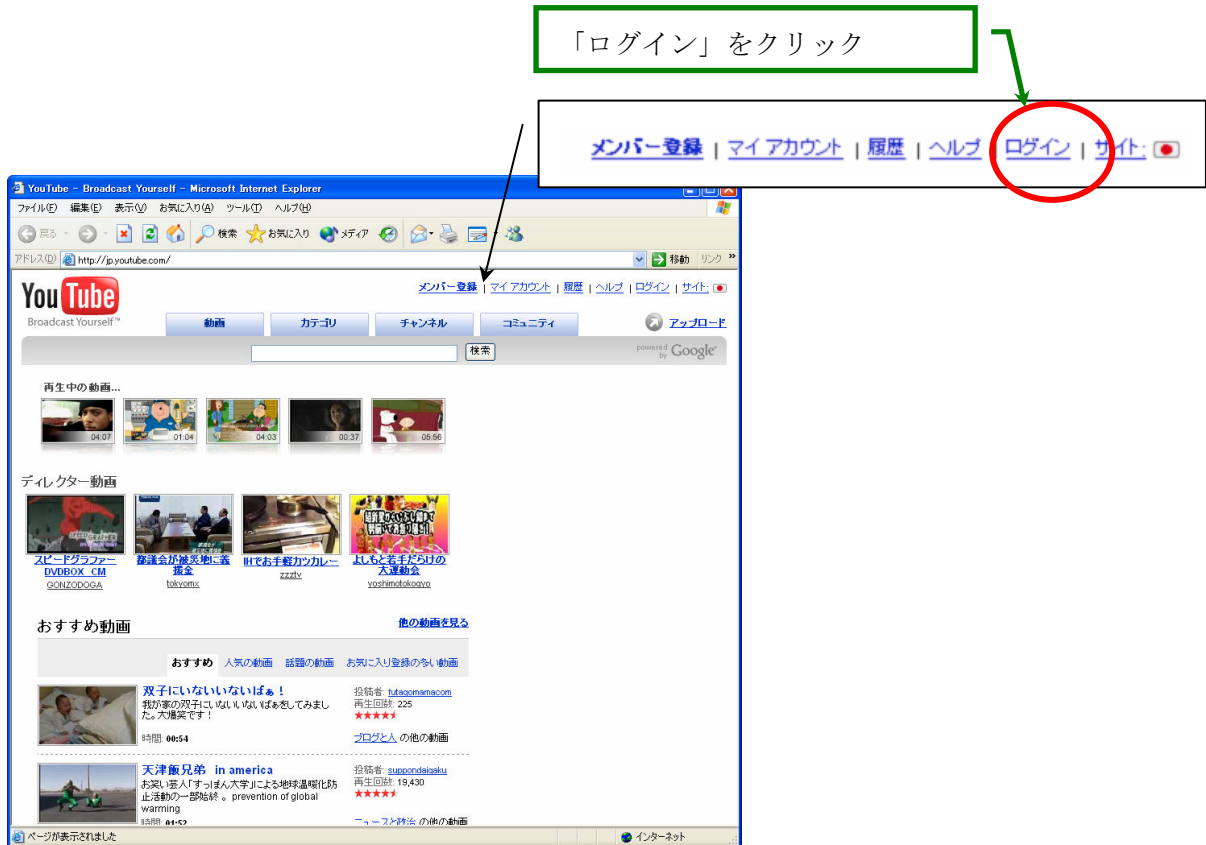 「ログイン」をクリック
メンバー登録 | マイ アカウント | 履歴 | ヘルプ | ログイン | サイト:
YouTube - Broadcast Yourself - Microsoft Internet Explorer
ファイル(F) 編集(E) 表示(V) お気に入り(A) ツール(T) ヘルプ(H)
戻る 検索 お気に入り メディア
アドレス(D) http://jp.youtube.com/ 移動 リンク »
YouTube
Broadcast Yourself™
メンバー登録 | マイ アカウント | 履歴 | ヘルプ | ログイン | サイト:
動画 カテゴリ チャンネル コミュニティ アップロード
検索 powered by Google
再生中の動画...
04:07 01:04 04:03 00:37 05:56
ディレクター動画
スピードグラファー DVDBOX CM
GONZODOGA
都議会が被災地に義援金
tokyomx
IHでお手軽カツカレー
zzztv
よしもと若手だらけの大運動会
yoshimotokogyo
おすすめ動画 他の動画を見る
おすすめ 人気の動画 話題の動画 お気に入り登録の多い動画
双子にいないいないばぁ!
我が家の双子にいないいないばぁをしてみました。大爆笑です!
時間: 00:54
投稿者: futagomamacom
再生回数: 225
ブログと人 の他の動画
天津飯兄弟 in america
お笑い芸人「すっぽん大学」による地球温暖化防止活動の一部始終。prevention of global
warming
時間: 01:52
投稿者: suppondaigaku
再生回数: 19,430
ニュースと政治 の他の動画
ページが表示されました インターネット